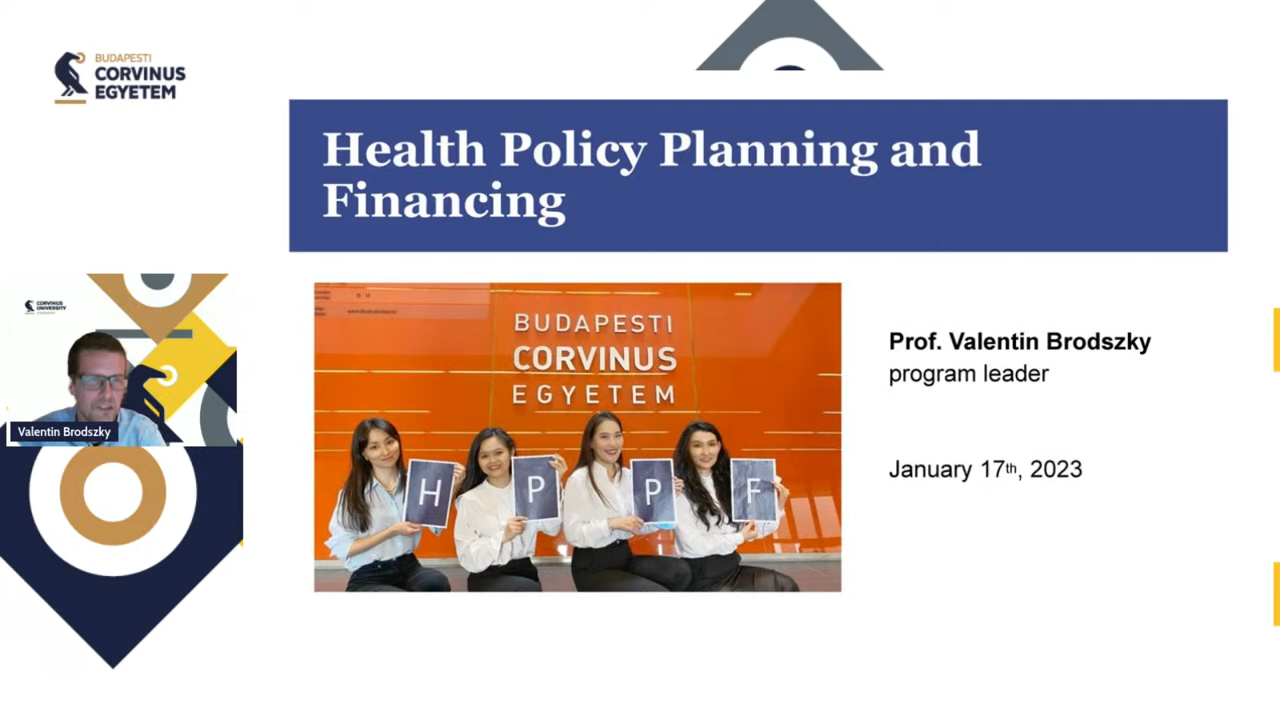 BUDAPESTI
CORVINUS
EGYETEM
Health Policy Planning and
Financing
CORVINUS
UNIVERSITY
Valentin Brodszky
BUDAPESTI
CORVINUS
EGYETEM
H P P F
Prof. Valentin Brodszky
program leader
January 17th, 2023